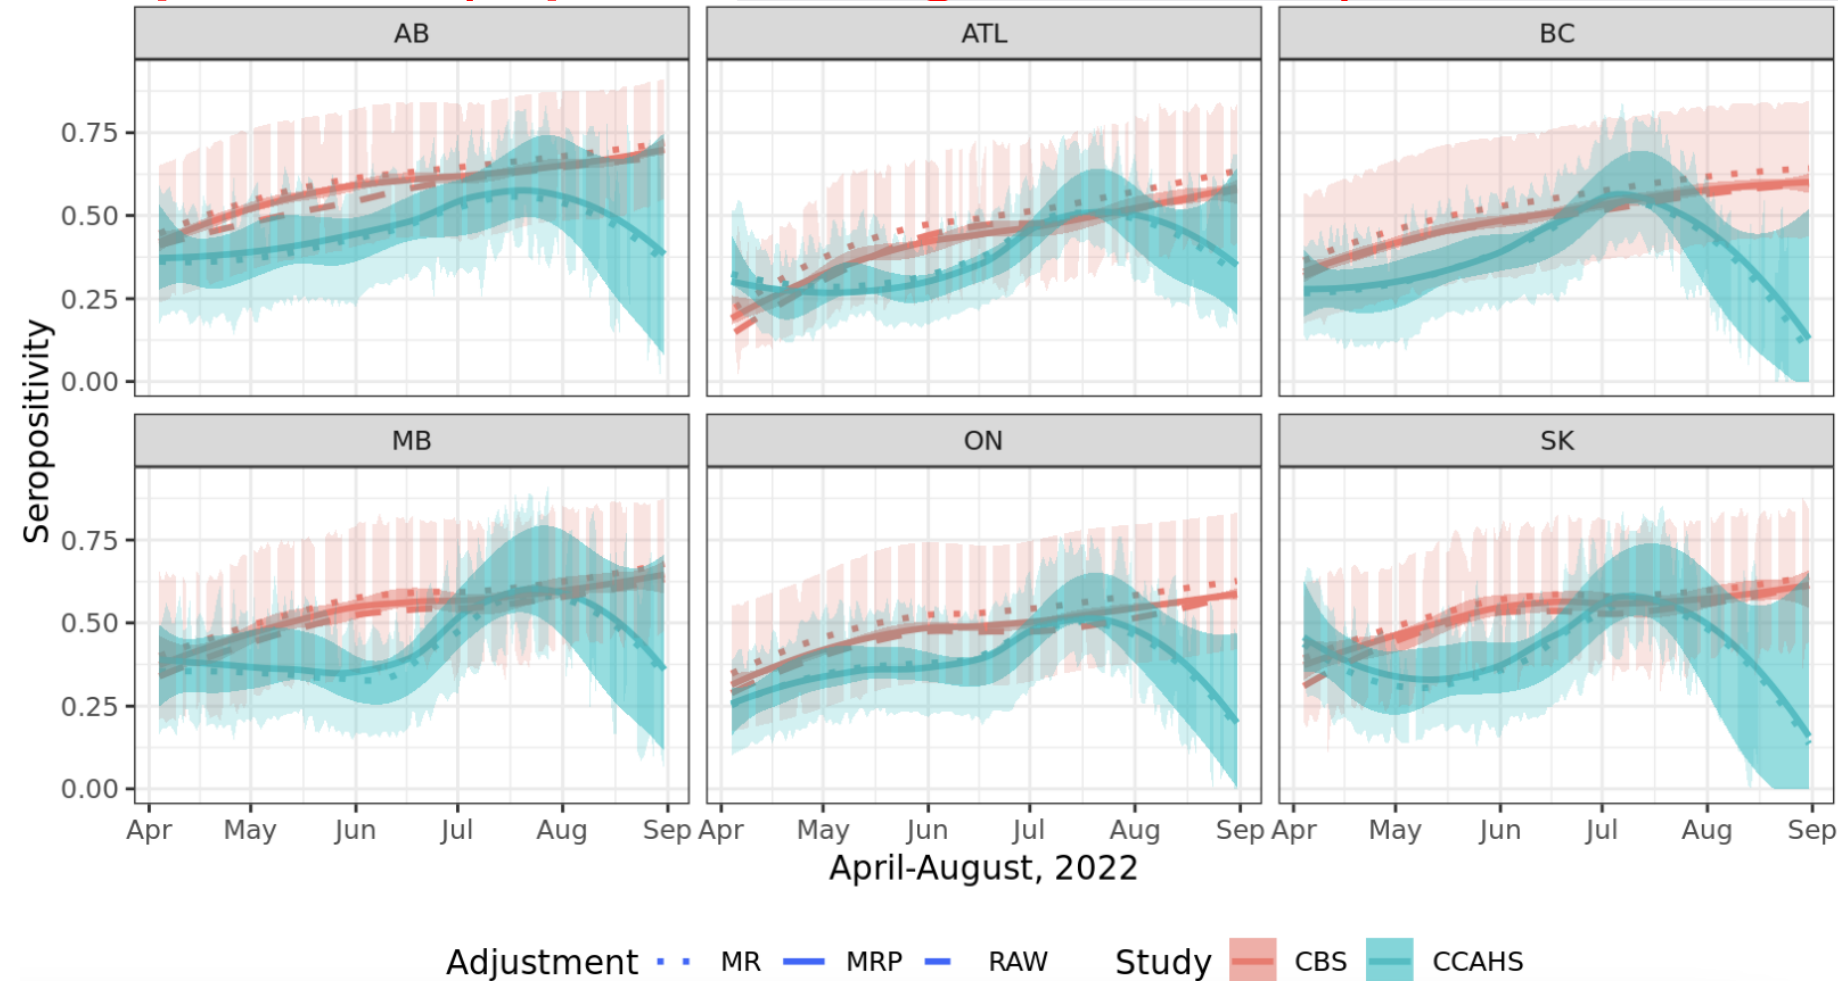 AB ATL BC
0.75
0.50
0.25
0.00
MB ON SK
0.75
0.50
0.25
0.00
Seropositivity
Apr May Jun Jul Aug Sep Apr May Jun Jul Aug Sep Apr May Jun Jul Aug Sep
April-August, 2022
Adjustment MR MRP RAW Study CBS CCAHS